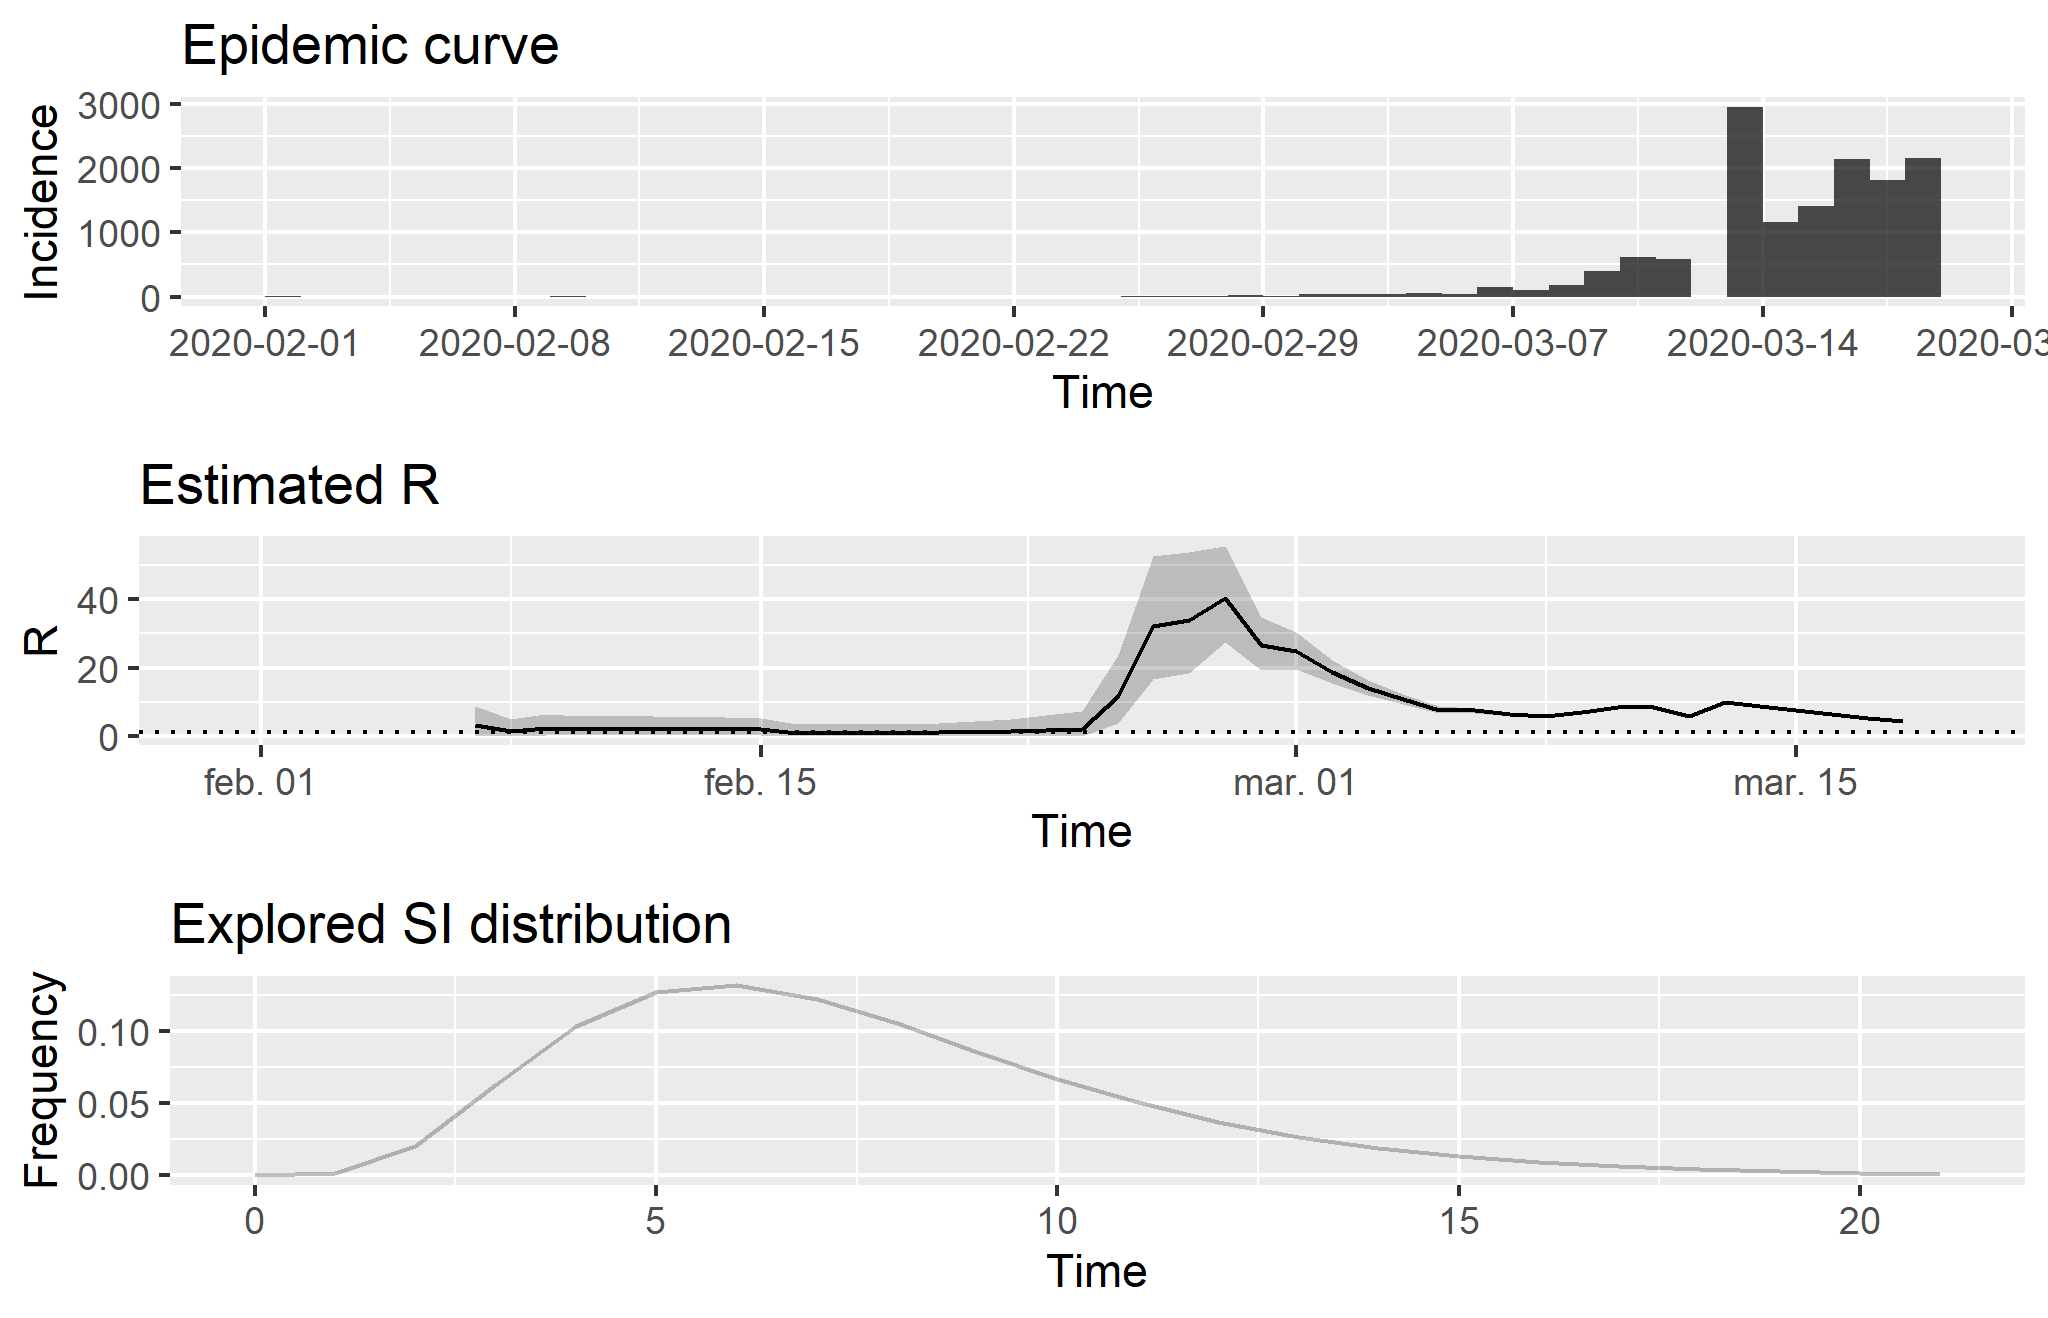 Epidemic curve
Incidence
3000
2000
1000
0
2020-02-01 2020-02-08 2020-02-15 2020-02-22 2020-02-29 2020-03-07 2020-03-14 2020-03
Time
Estimated R
R
40
20
0
feb. 01 feb. 15 mar. 01 mar. 15
Time
Explored SI distribution
Frequency
0.10
0.05
0.00
0 5 10 15 20
Time